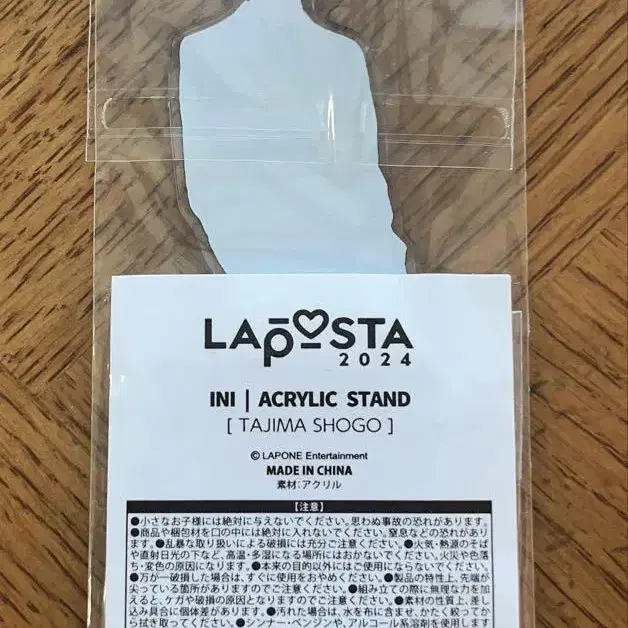 LAPOSTA
2024
INI | ACRYLIC STAND
[ TAJIMA SHOGO ]
© LAPONE Entertainment
MADE IN CHINA
素材:アクリル
【注意】
●小さなお子様には絶対に与えないでください。思わぬ事故の恐れがあります。
●商品や梱包材を口の中には絶対に入れないでください。窒息などの恐れがあり
ます。●乱暴な取り扱いによる破損には充分ご注意ください。●火気・熱源のそば
や直射日光の下など、高温・多湿になる場所にはおかないでください。火災や色落
ち・変色の原因になります。●本来の目的以外にはご使用にならないでください。
●万が一破損した場合は、すぐに使用をおやめください。●製品の特性上、先端が
尖っている箇所がありますのでご注意ください。●組み立ての際に無理な力を加
えると、ケガや破損の原因となりますのでご注意ください。●素材の性質上、差し
込み具合に個体差があります。●汚れた場合は、水を布に含ませ、かたく絞ってか
ら拭き取ってください。●シンナー・ベンジンや、アルコール系溶剤を使用します